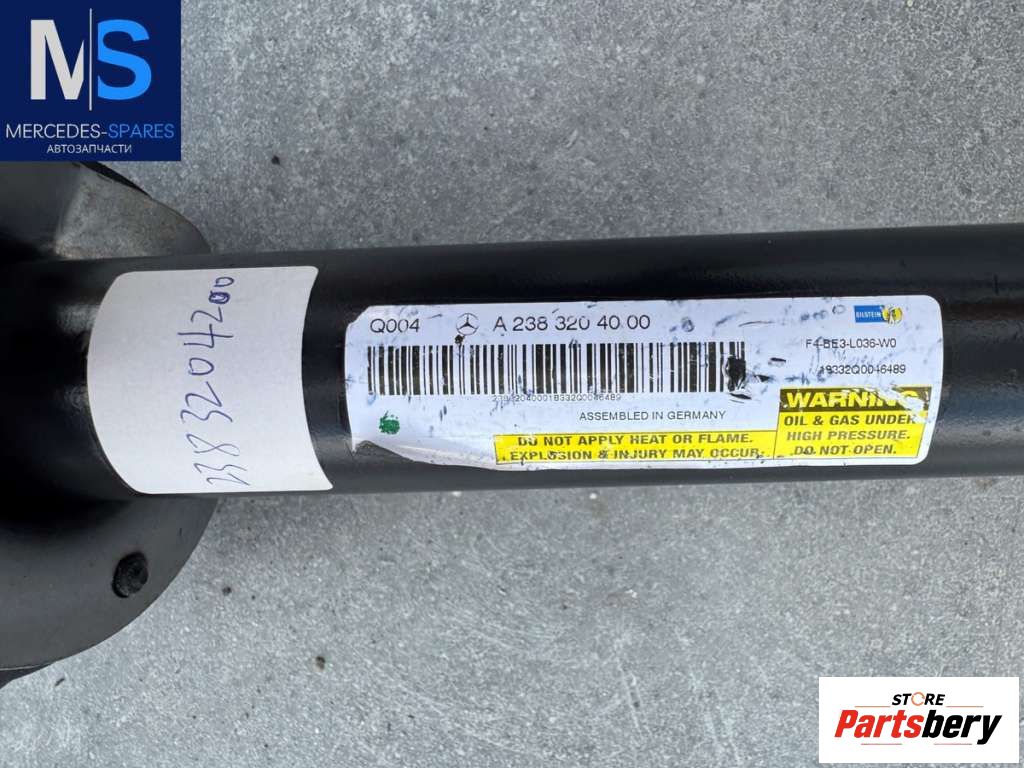 MS
MERCEDES-SPARES
АВТОЗАПЧАСТИ
2383204200
Q004 A 238 320 40 00
BILSTEIN
F4-BE3-L036-W0
18332Q0046489
238320400018332Q0046489
ASSEMBLED IN GERMANY
DO NOT APPLY HEAT OR FLAME.
EXPLOSION & INJURY MAY OCCUR.
WARNING
OIL & GAS UNDER
HIGH PRESSURE.
DO NOT OPEN.
STORE
Partsbery